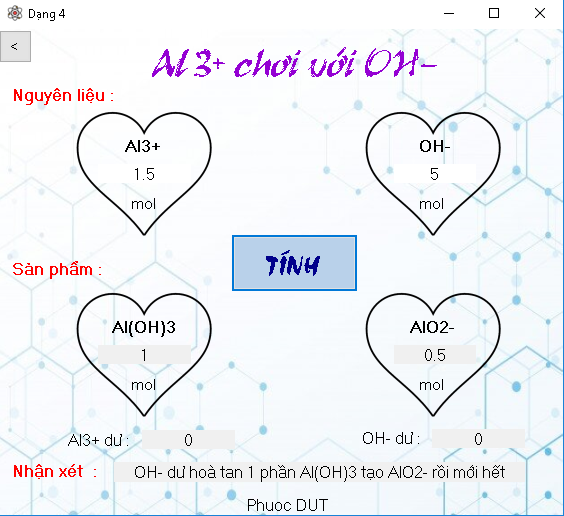 Dạng 4
<
Al3+ chơi với OH-
Nguyên liệu :
Al3+
OH-
1.5
5
mol
mol
TÍNH
Sản phẩm :
Al(OH)3
AlO2-
1
0.5
mol
mol
Al3+ dư : 0
OH- dư : 0
Nhận xét : OH- dư hoà tan 1 phần Al(OH)3 tạo AlO2- rồi mới hết
Phuoc DUT